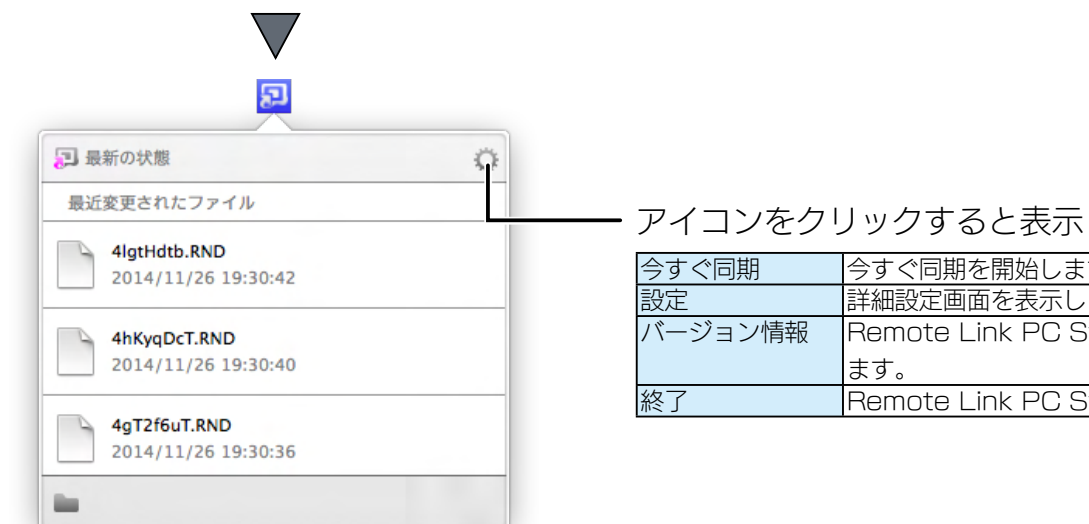 最新の状態
最近変更されたファイル
4lgtHdtb.RND
2014/11/26 19:30:42
4hKyqDcT.RND
2014/11/26 19:30:40
4gT2f6uT.RND
2014/11/26 19:30:36
アイコンをクリックすると表示
今すぐ同期 今すぐ同期を開始しま
設定 詳細設定画面を表示し
バージョン情報 Remote Link PC S
ます。
終了 Remote Link PC S